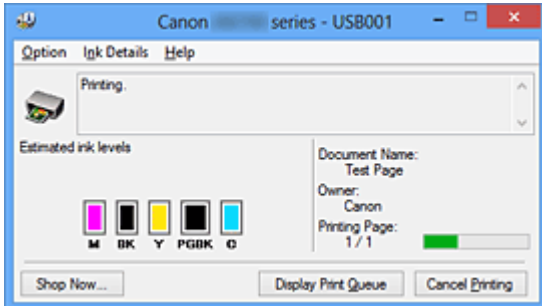 Canon series - USB001
Option Ink Details Help
Printing.
Estimated ink levels
Document Name:
Test Page
Owner:
Canon
Printing Page:
1 / 1
M BK Y PGBK C
Shop Now... Display Print Queue Cancel Printing